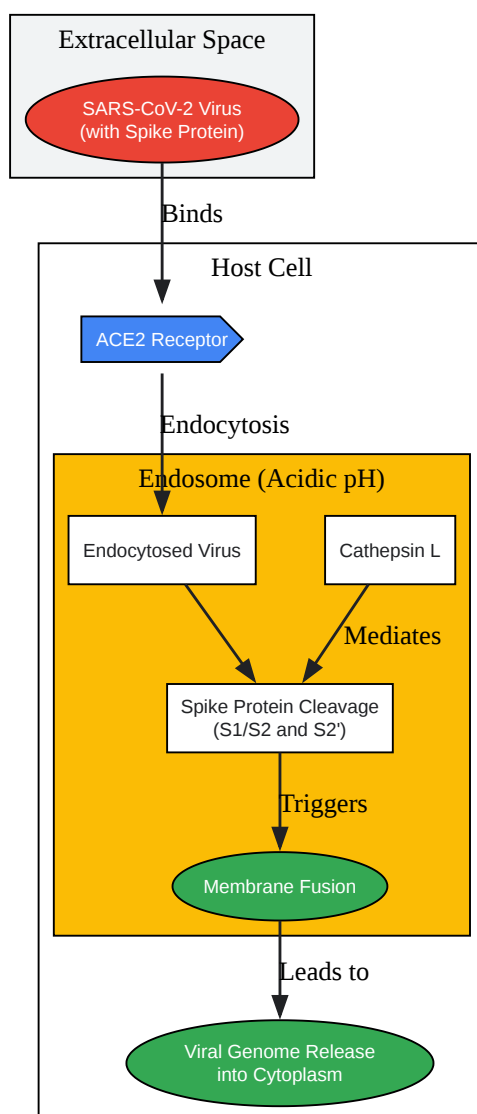 Extracellular Space
SARS-CoV-2 Virus
(with Spike Protein)
Binds
Host Cell
ACE2 Receptor
Endocytosis
Endosome (Acidic pH)
Endocytosed Virus
Cathepsin L
Mediates
Spike Protein Cleavage
(S1/S2 and S2')
Triggers
Membrane Fusion
Leads to
Viral Genome Release
into Cytoplasm